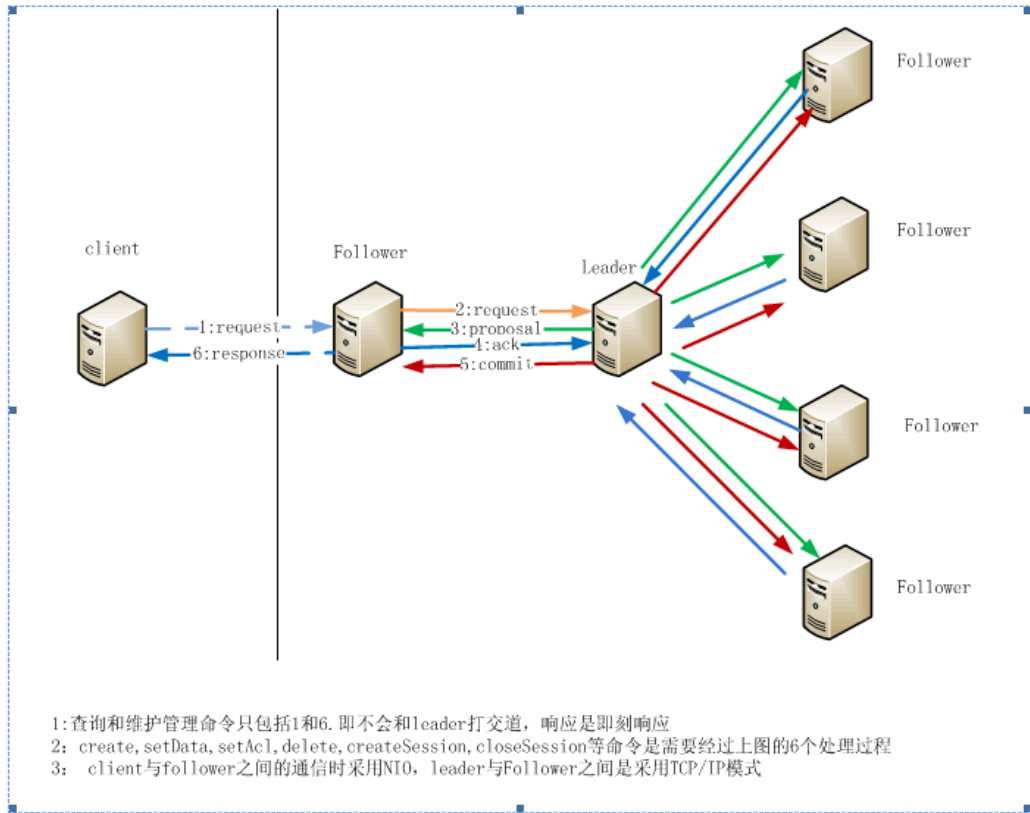 Follower
Follower
client
Follower
Leader
2:request
1:request
3:proposal
4:ack
6:response
5:commit
Follower
Follower
1:查询和维护管理命令只包括1和6.即不会和leader打交道，响应是即刻响应
2：create,setData,setAcl,delete,createSession,closeSession等命令是需要经过上图的6个处理过程
3： client与follower之间的通信时采用NIO，leader与Follower之间是采用TCP/IP模式